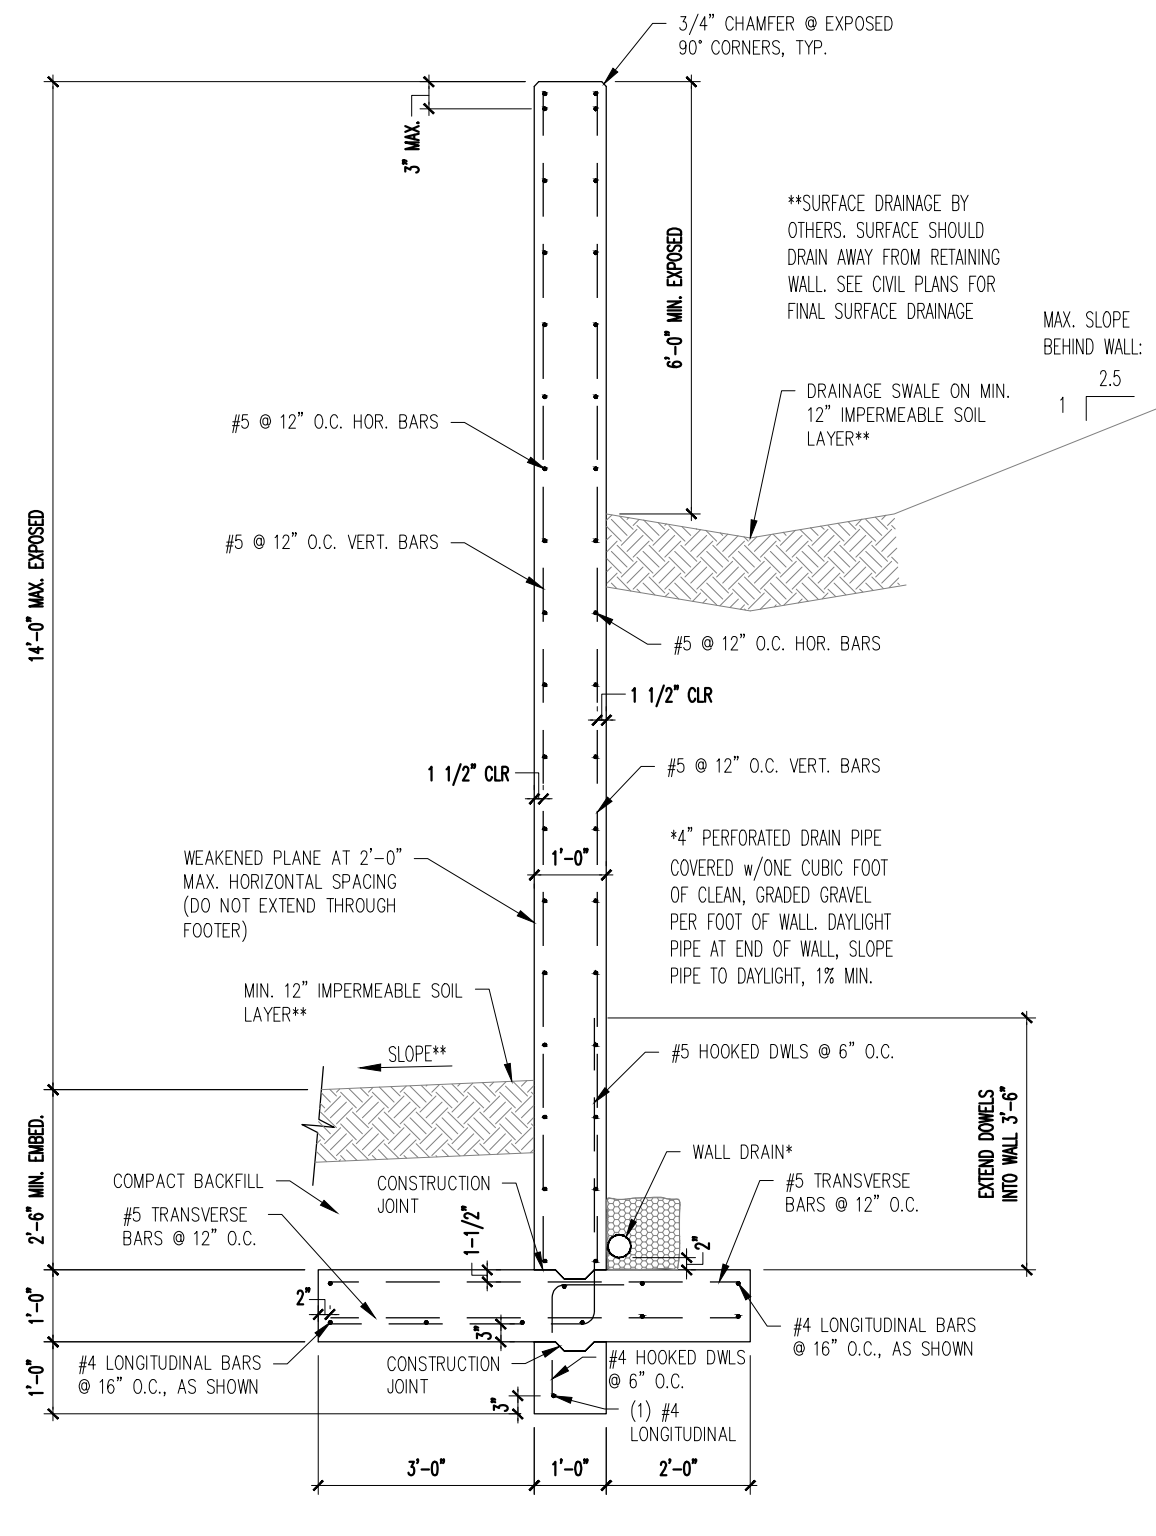 3/4" CHAMFER @ EXPOSED
90° CORNERS, TYP.
3" MAX.
6'-0" MIN. EXPOSED
**SURFACE DRAINAGE BY
OTHERS. SURFACE SHOULD
DRAIN AWAY FROM RETAINING
WALL. SEE CIVIL PLANS FOR
FINAL SURFACE DRAINAGE
MAX. SLOPE
BEHIND WALL:
2.5
1
DRAINAGE SWALE ON MIN.
12" IMPERMEABLE SOIL
LAYER**
#5 @ 12" O.C. HOR. BARS
14'-0" MAX. EXPOSED
#5 @ 12" O.C. VERT. BARS
#5 @ 12" O.C. HOR. BARS
1 1/2" CLR
1 1/2" CLR
#5 @ 12" O.C. VERT. BARS
*4" PERFORATED DRAIN PIPE
COVERED w/ONE CUBIC FOOT
OF CLEAN, GRADED GRAVEL
PER FOOT OF WALL. DAYLIGHT
PIPE AT END OF WALL, SLOPE
PIPE TO DAYLIGHT, 1% MIN.
1'-0"
WEAKENED PLANE AT 2'-0"
MAX. HORIZONTAL SPACING
(DO NOT EXTEND THROUGH
FOOTER)
MIN. 12" IMPERMEABLE SOIL
LAYER**
SLOPE**
#5 HOOKED DWLS @ 6" O.C.
EXTEND DOWELS
INTO WALL 3'-6"
2'-6" MIN. EMBED.
WALL DRAIN*
COMPACT BACKFILL
CONSTRUCTION
JOINT
#5 TRANSVERSE
BARS @ 12" O.C.
#5 TRANSVERSE
BARS @ 12" O.C.
1-1/2"
2"
2"
1'-0"
3"
#4 LONGITUDINAL BARS
@ 16" O.C., AS SHOWN
#4 LONGITUDINAL BARS
@ 16" O.C., AS SHOWN
CONSTRUCTION
JOINT
#4 HOOKED DWLS
@ 6" O.C.
1'-0"
3"
(1) #4
LONGITUDINAL
3'-0"
1'-0"
2'-0"